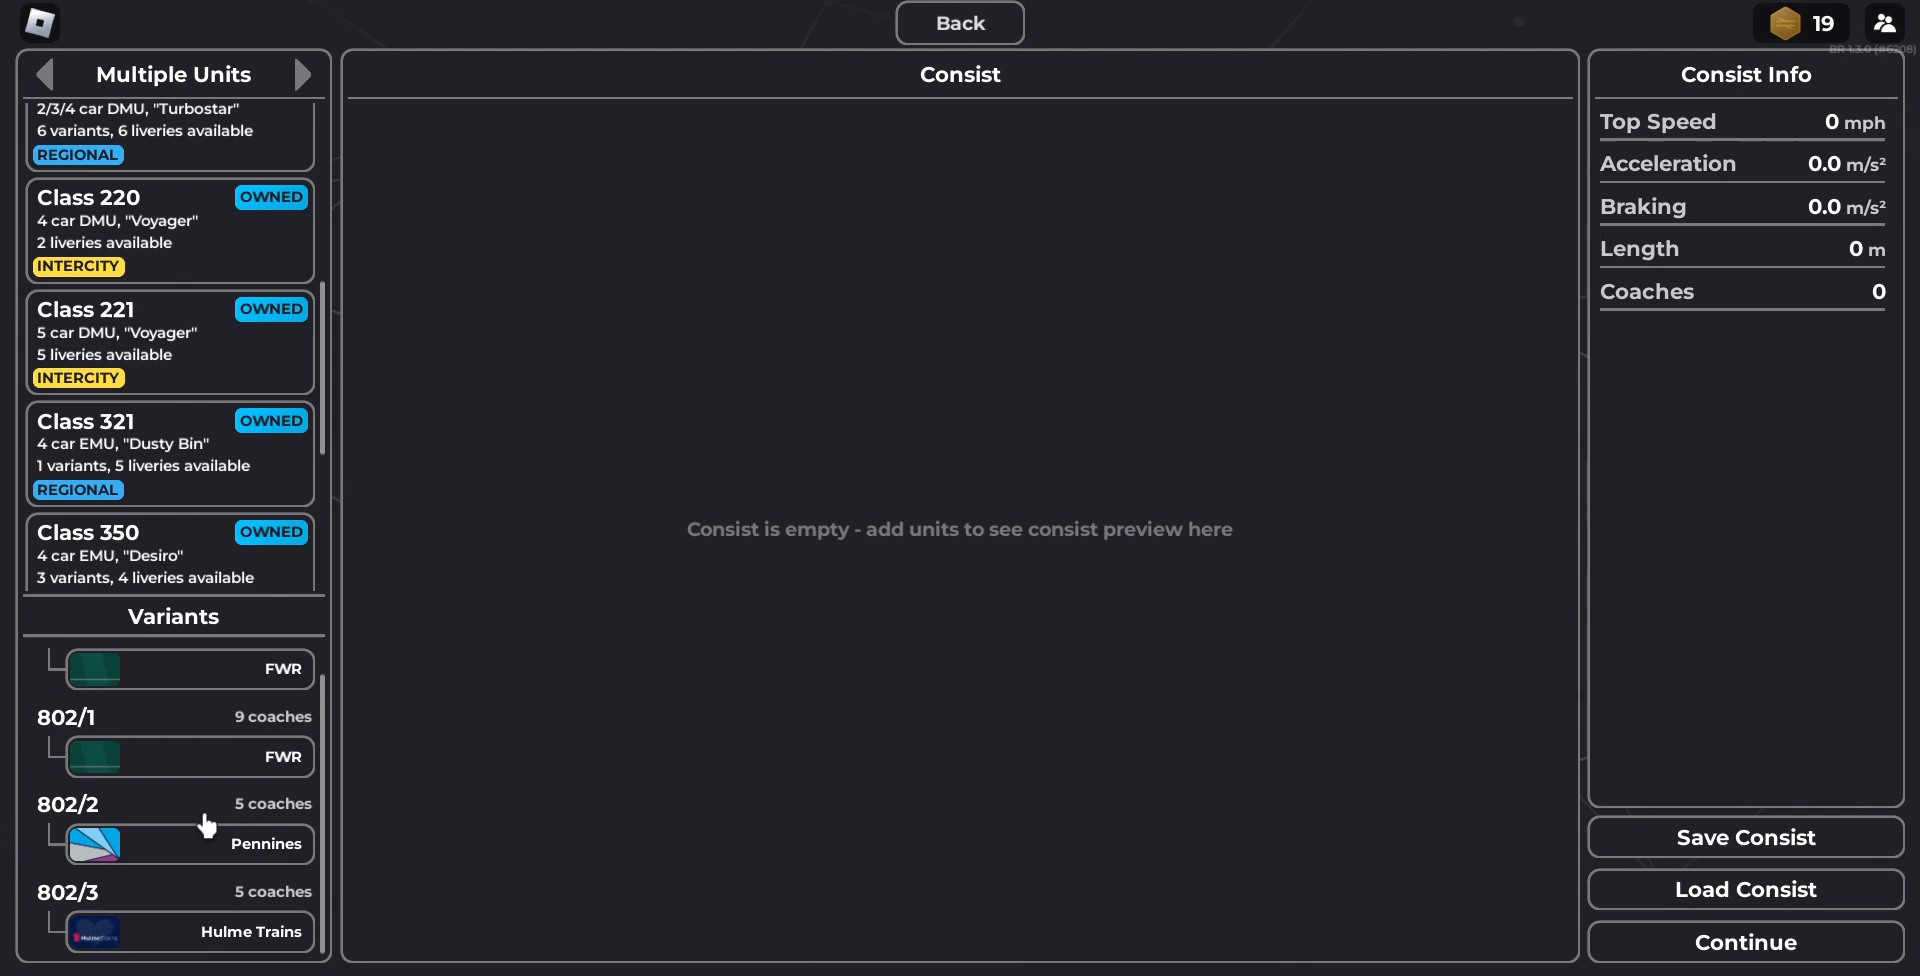 Back
19
BR 1.3.0 (#6208)
Multiple Units
2/3/4 car DMU, "Turbostar"
6 variants, 6 liveries available
REGIONAL
Class 220
OWNED
4 car DMU, "Voyager"
2 liveries available
INTERCITY
Class 221
OWNED
5 car DMU, "Voyager"
5 liveries available
INTERCITY
Class 321
OWNED
4 car EMU, "Dusty Bin"
1 variants, 5 liveries available
REGIONAL
Class 350
OWNED
4 car EMU, "Desiro"
3 variants, 4 liveries available
Variants
FWR
802/1
9 coaches
FWR
802/2
5 coaches
Pennines
802/3
5 coaches
HulmeTrains
Hulme Trains
Consist
Consist is empty - add units to see consist preview here
Consist Info
Top Speed
0 mph
Acceleration
0.0 m/s²
Braking
0.0 m/s²
Length
0 m
Coaches
0
Save Consist
Load Consist
Continue